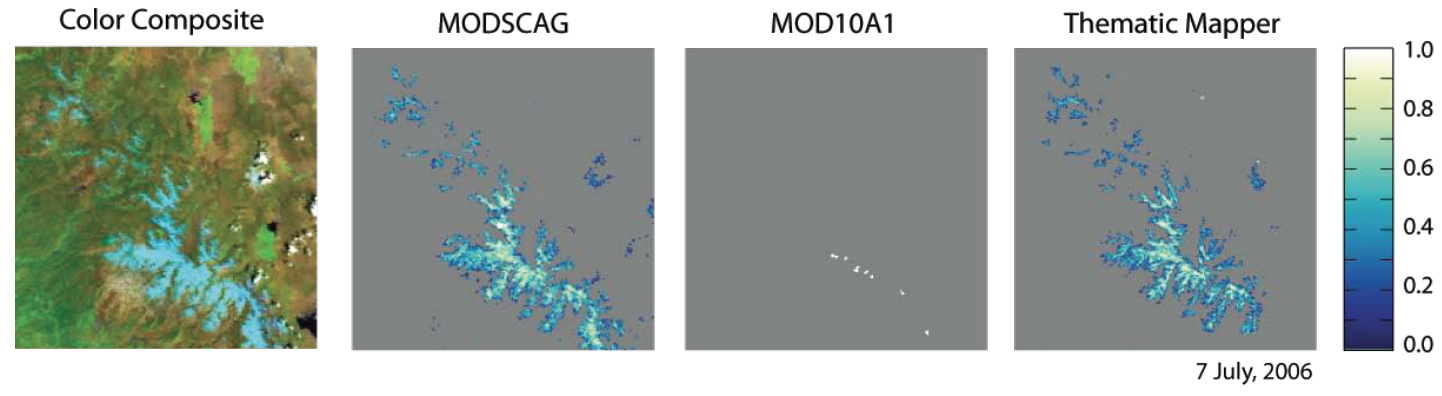 Color Composite
MODSCAG
MOD10A1
Thematic Mapper
1.0
0.8
0.6
0.4
0.2
0.0
7 July, 2006